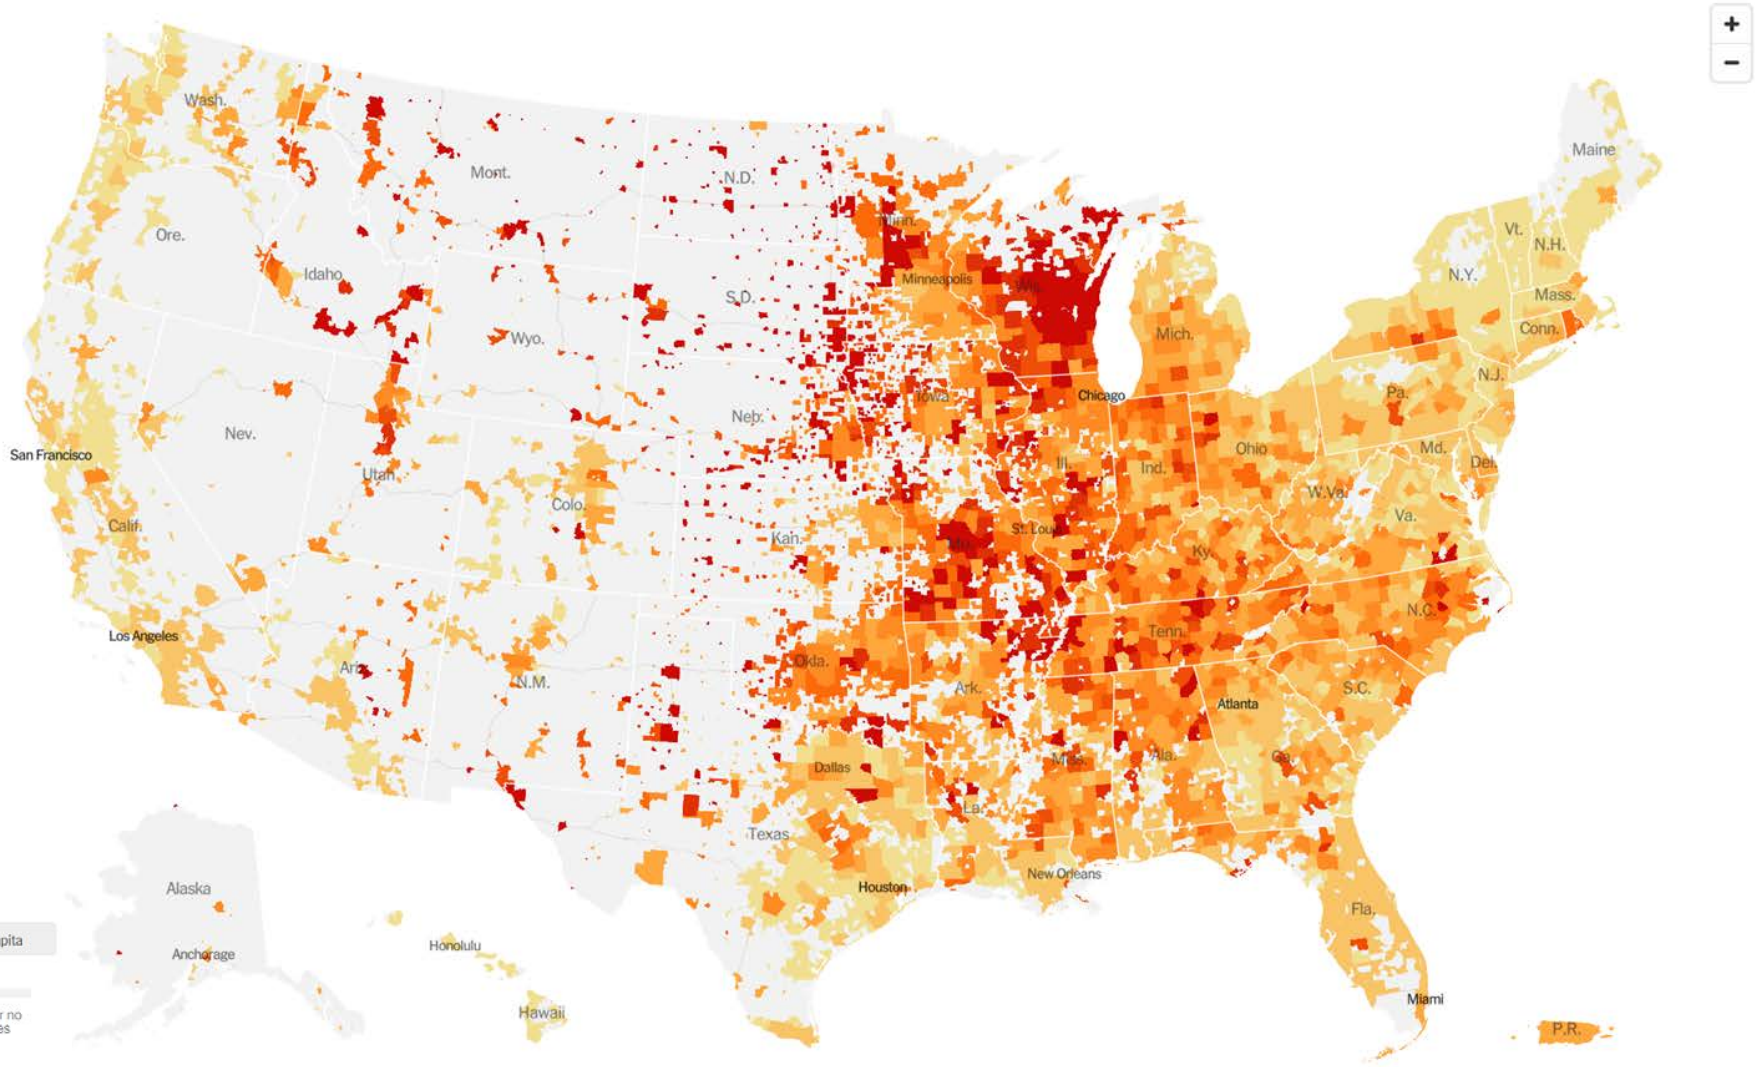 +
−
Wash.
Mont.
N.D.
Minn.
Maine
Ore.
Idaho
Minneapolis
Wis.
Vt.
N.H.
N.Y.
Mass.
S.D.
Wyo.
Mich.
Conn.
N.J.
Iowa
Chicago
Pa.
Neb.
Nev.
San Francisco
Utah
Ill.
Ind.
Ohio
Md.
Del.
W.Va.
Colo.
Calif.
Kan.
Mo.
St. Louis
Ky.
Va.
N.C.
Los Angeles
Ariz.
N.M.
Okla.
Tenn.
Ark.
Atlanta
S.C.
Dallas
Miss.
Ala.
Ga.
La.
Texas
Houston
New Orleans
Alaska
Fla.
pita
Anchorage
Honolulu
Miami
r no
es
Hawaii
P.R.